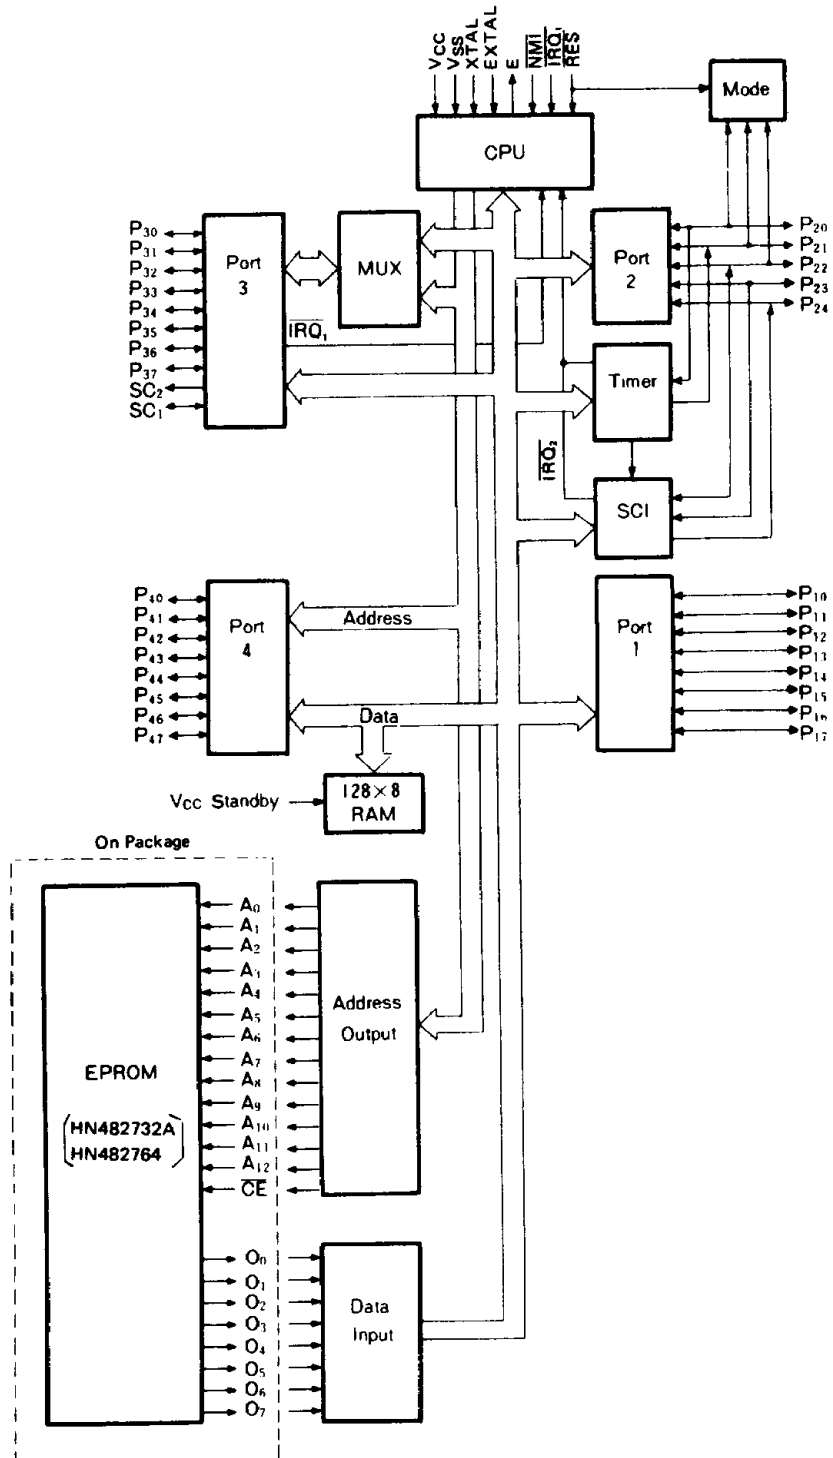 VCC
VSS
XTAL
EXTAL
E
NMI
IRQ1
RES
Mode
CPU
P30
P31
P32
P33
P34
P35
P36
P37
SC2
SC1
Port
3
MUX
IRQ1
Port
2
P20
P21
P22
P23
P24
Timer
IRQ2
SCI
P40
P41
P42
P43
P44
P45
P46
P47
Port
4
Address
Data
Port
1
P10
P11
P12
P13
P14
P15
P16
P17
Vcc Standby
128×8
RAM
On Package
EPROM
HN482732A
HN482764
A0
A1
A2
A3
A4
A5
A6
A7
A8
A9
A10
A11
A12
CE
Address
Output
O0
O1
O2
O3
O4
O5
O6
O7
Data
Input